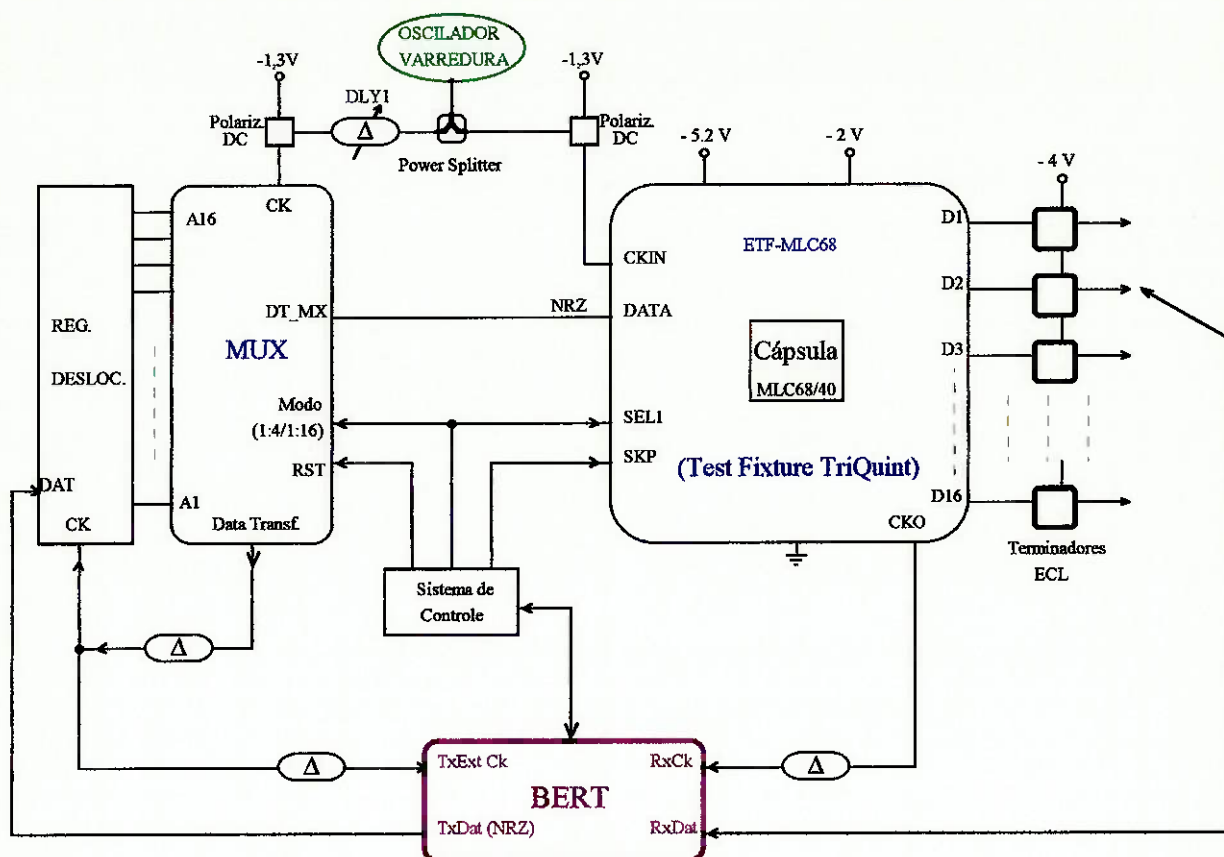 OSCILADOR
VARREDURA
-1,3V
-1,3V
DLY1
Δ
Polariz.
DC
Polariz.
DC
Power Splitter
- 5.2 V
- 2 V
- 4 V
CK
A16
DT_MX
MUX
Modo
(1:4/1:16)
RST
A1
Data Transf.
REG.
DESLOC.
DAT
CK
NRZ
CKIN
DATA
SEL1
SKP
ETF-MLC68
Cápsula
MLC68/40
(Test Fixture TriQuint)
D1
D2
D3
D16
CKO
Terminadores
ECL
Sistema de
Controle
Δ
Δ
Δ
TxExt Ck
RxCk
BERT
TxDat (NRZ)
RxDat